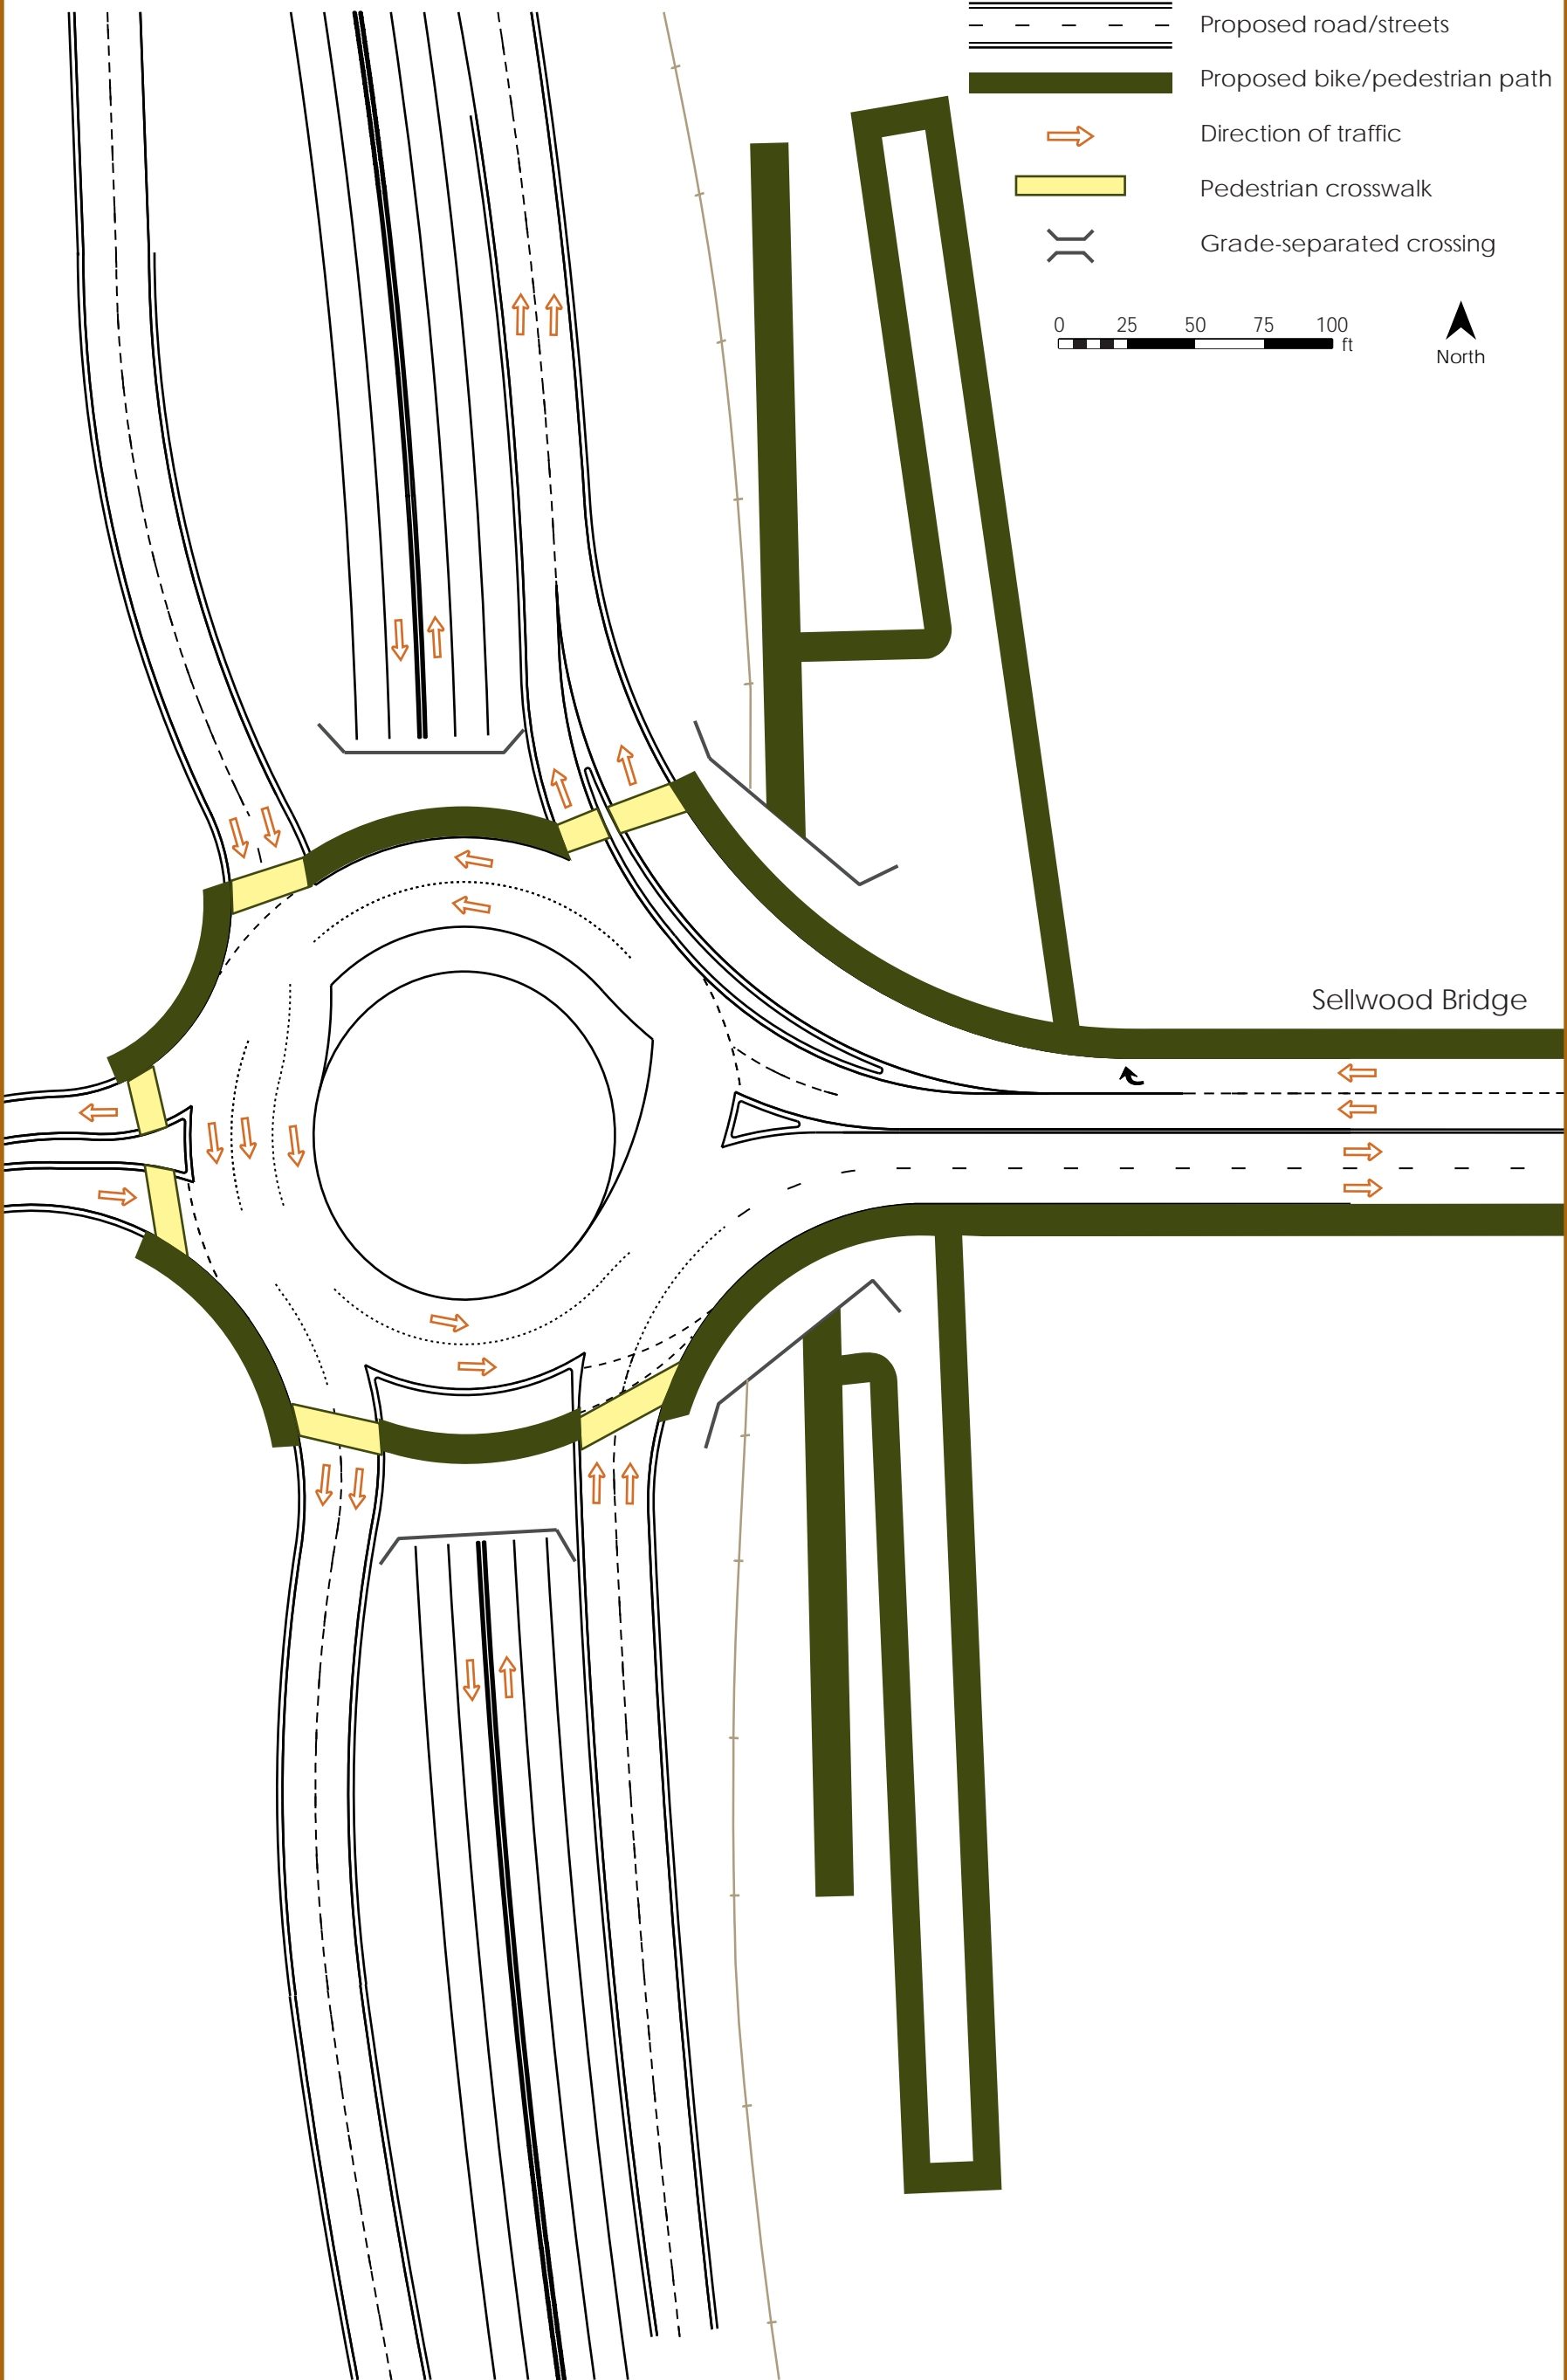 Proposed road/streets
Proposed bike/pedestrian path
Direction of traffic
Pedestrian crosswalk
Grade-separated crossing
0 25 50 75 100
ft
North
Sellwood Bridge